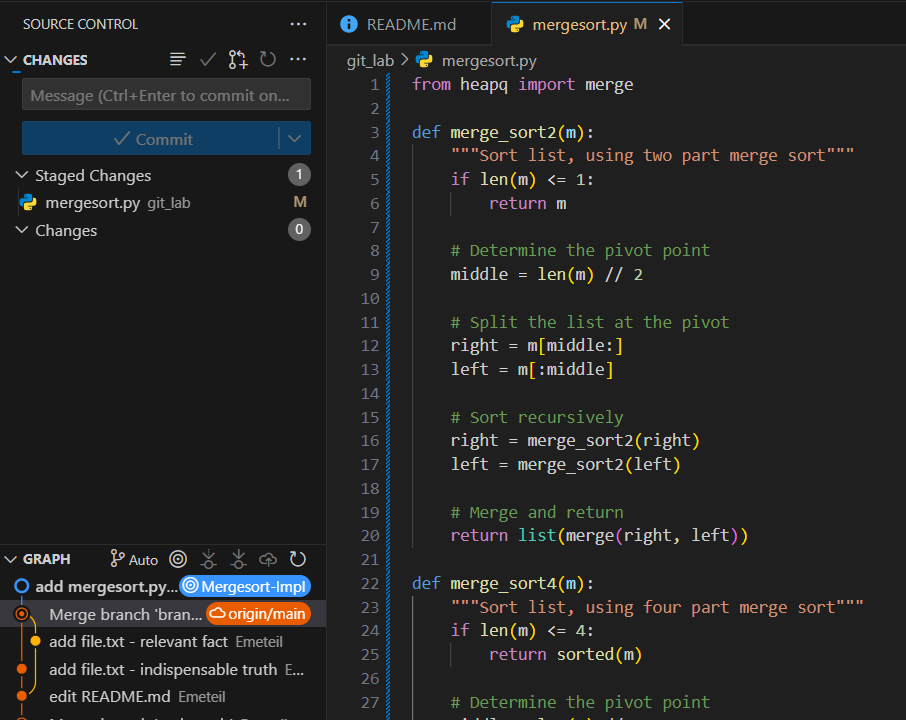 SOURCE CONTROL
CHANGES
Message (Ctrl+Enter to commit on...
Commit
Staged Changes 1
mergesort.py git_lab M
Changes 0
GRAPH Auto
add mergesort.py... Mergesort-Impl
Merge branch 'bran... origin/main
add file.txt - relevant fact Emeteil
add file.txt - indispensable truth E...
edit README.md Emeteil
README.md mergesort.py M
git_lab > mergesort.py
1 from heapq import merge
2
3 def merge_sort2(m):
4 """Sort list, using two part merge sort"""
5 if len(m) <= 1:
6 return m
7
8 # Determine the pivot point
9 middle = len(m) // 2
10
11 # Split the list at the pivot
12 right = m[middle:]
13 left = m[:middle]
14
15 # Sort recursively
16 right = merge_sort2(right)
17 left = merge_sort2(left)
18
19 # Merge and return
20 return list(merge(right, left))
21
22 def merge_sort4(m):
23 """Sort list, using four part merge sort"""
24 if len(m) <= 4:
25 return sorted(m)
26
27 # Determine the pivot point